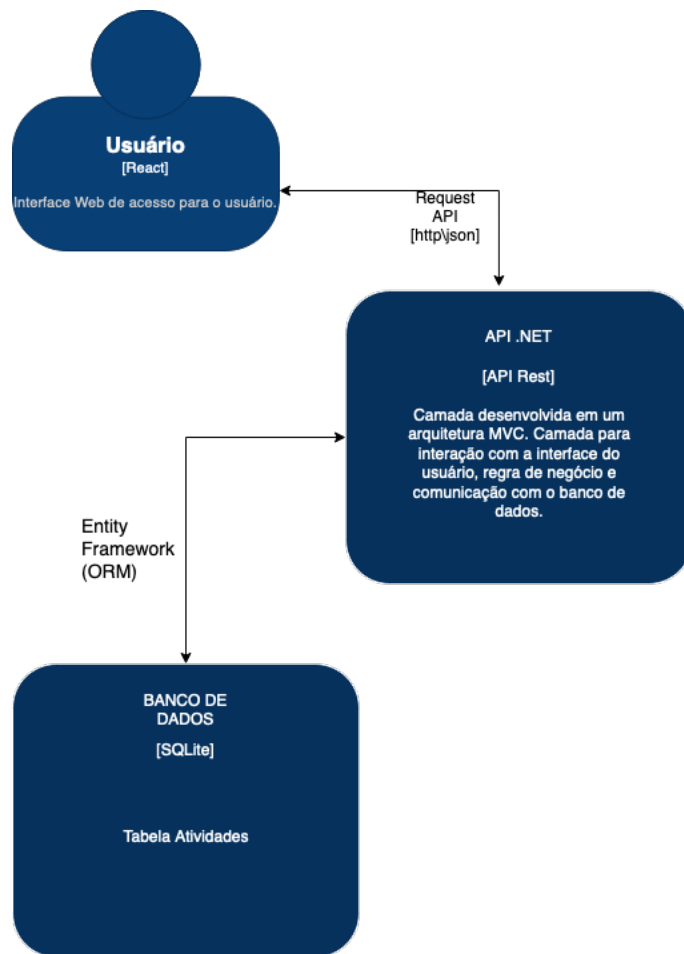 Usuário
[React]
Interface Web de acesso para o usuário.
Request
API
[http\json]
API .NET
[API Rest]
Camada desenvolvida em um
arquitetura MVC. Camada para
interação com a interface do
usuário, regra de negócio e
comunicação com o banco de
dados.
Entity
Framework
(ORM)
BANCO DE
DADOS
[SQLite]
Tabela Atividades